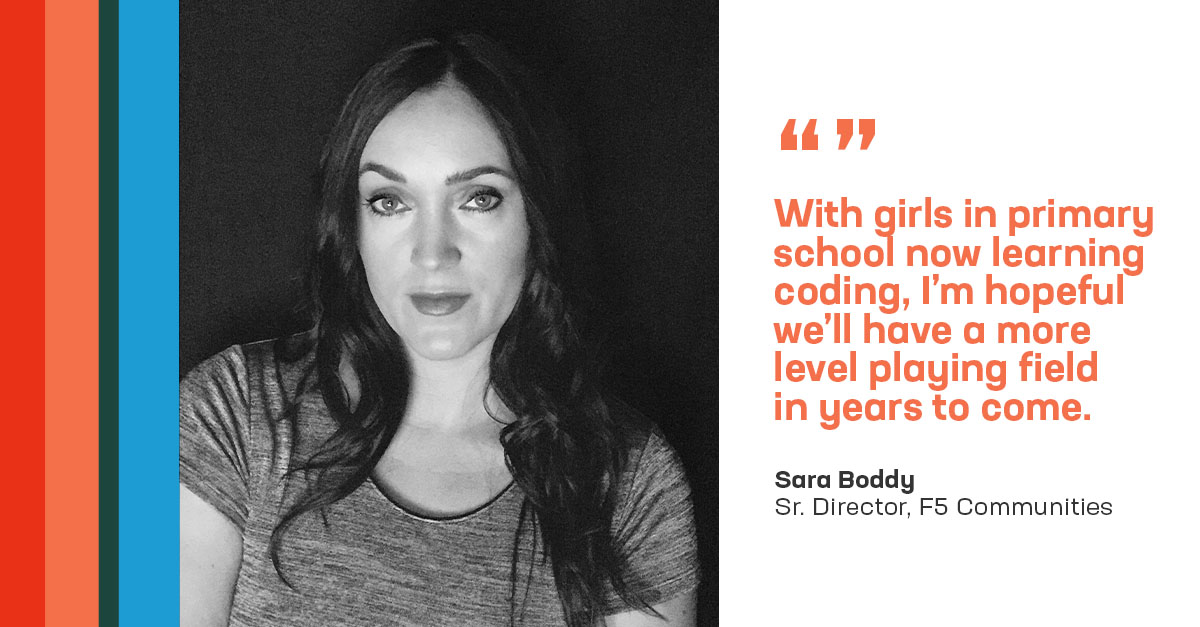 “ ”
With girls in primary
school now learning
coding, I’m hopeful
we’ll have a more
level playing field
in years to come.
Sara Boddy
Sr. Director, F5 Communities